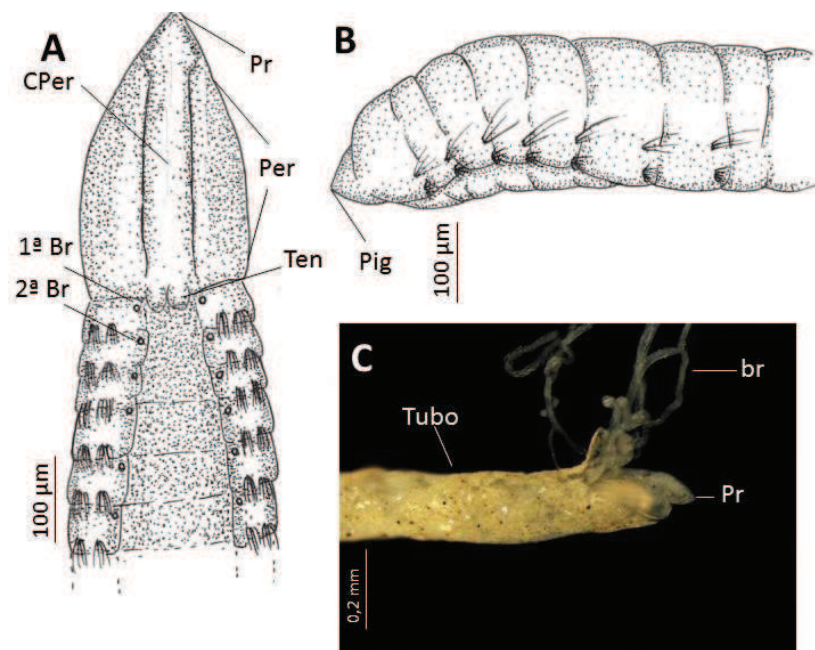 A
Pr
CPer
Per
1ª Br
2ª Br
Ten
100 µm
B
Pig
100 µm
C
Tubo
br
Pr
0,2 mm